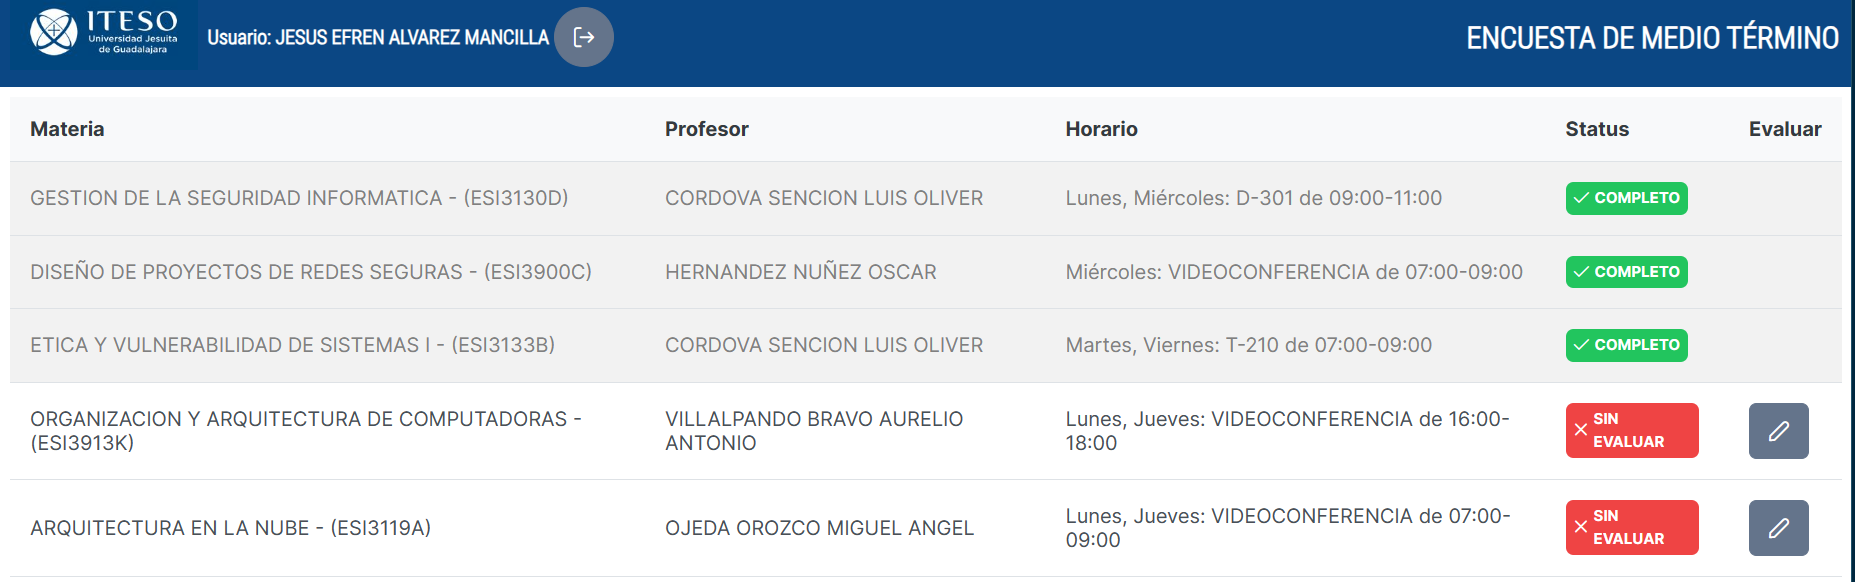 ITESO
Universidad Jesuita
de Guadalajara
Usuario: JESUS EFREN ALVAREZ MANCILLA
ENCUESTA DE MEDIO TÉRMINO
Materia Profesor Horario Status Evaluar
GESTION DE LA SEGURIDAD INFORMATICA - (ESI3130D) CORDOVA SENCION LUIS OLIVER Lunes, Miércoles: D-301 de 09:00-11:00 COMPLETO
DISEÑO DE PROYECTOS DE REDES SEGURAS - (ESI3900C) HERNANDEZ NUÑEZ OSCAR Miércoles: VIDEOCONFERENCIA de 07:00-09:00 COMPLETO
ETICA Y VULNERABILIDAD DE SISTEMAS I - (ESI3133B) CORDOVA SENCION LUIS OLIVER Martes, Viernes: T-210 de 07:00-09:00 COMPLETO
ORGANIZACION Y ARQUITECTURA DE COMPUTADORAS -
(ESI3913K)
VILLALPANDO BRAVO AURELIO
ANTONIO
Lunes, Jueves: VIDEOCONFERENCIA de 16:00-
18:00
SIN
EVALUAR
ARQUITECTURA EN LA NUBE - (ESI3119A)
OJEDA OROZCO MIGUEL ANGEL
Lunes, Jueves: VIDEOCONFERENCIA de 07:00-
09:00
SIN
EVALUAR